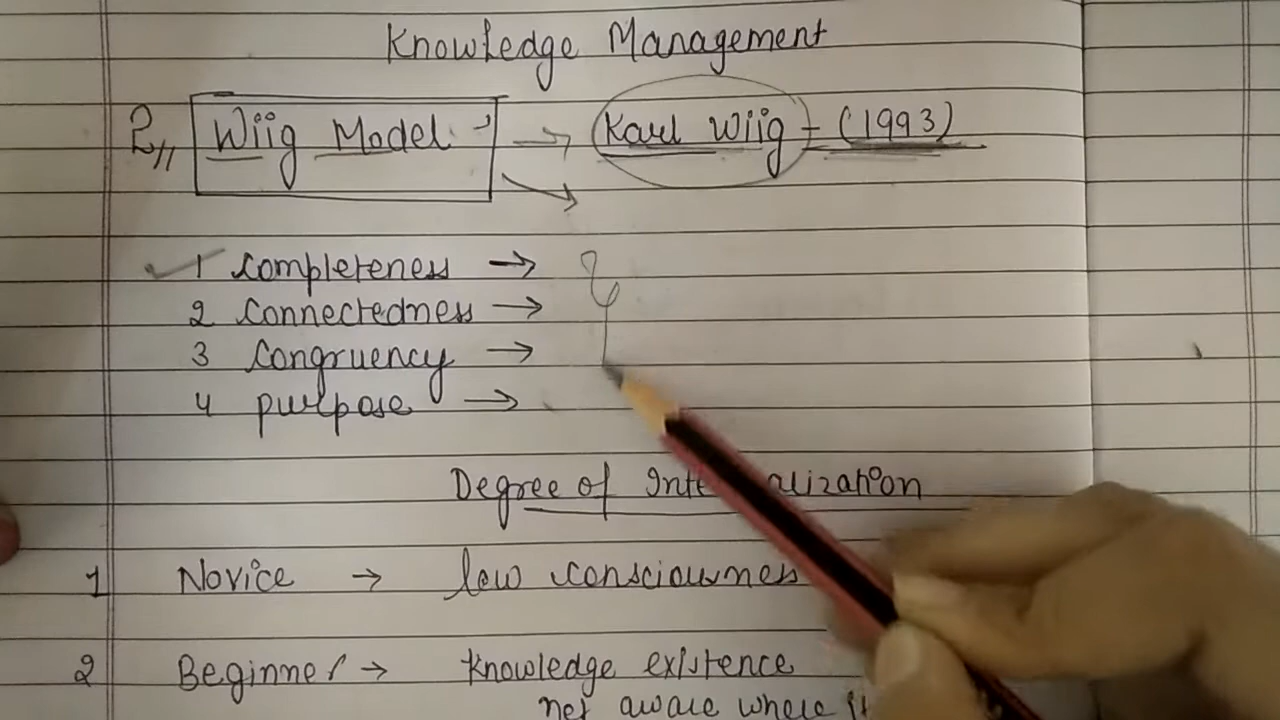 Knowledge Management
2 Wiig Model → Karl Wiig - (1993)
1 Completeness →
2 Connectedness →
3 Congruency →
4 purpose →
Degree of Internalization
1 Novice → low consciousness
2 Beginner → Knowledge existence
not aware where